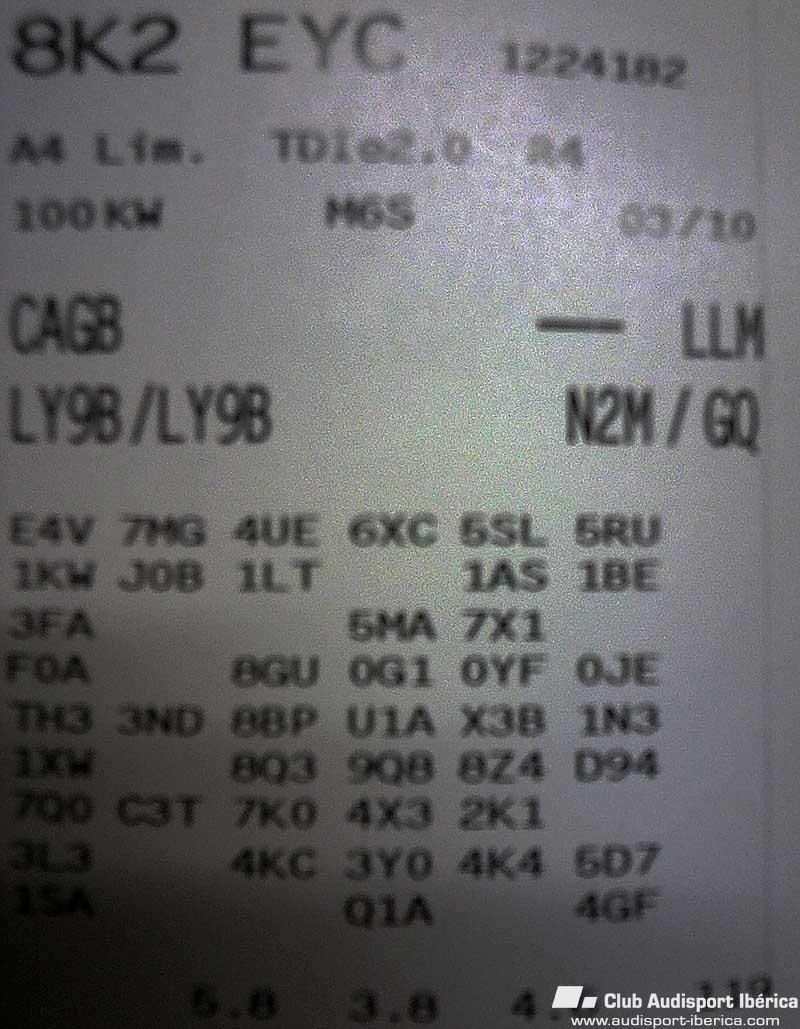 8K2 EYC 1224182
A4 Lim. TDIe2.0 R4
100KW M6S 03/10
CAGB — LLM
LY9B/LY9B N2M/GQ
E4V 7MG 4UE 6XC 5SL 5RU
1KW J0B 1LT 1AS 1BE
3FA 5MA 7X1
F0A 8GU 0G1 0YF 0JE
TH3 3ND 8BP U1A X3B 1N3
1XW 8Q3 9Q8 8Z4 D94
7Q0 C3T 7K0 4X3 2K1
3L3 4KC 3Y0 4K4 5D7
1SA Q1A 4GF
5.8 3.8
Club Audisport Ibérica
www.audisport-iberica.com